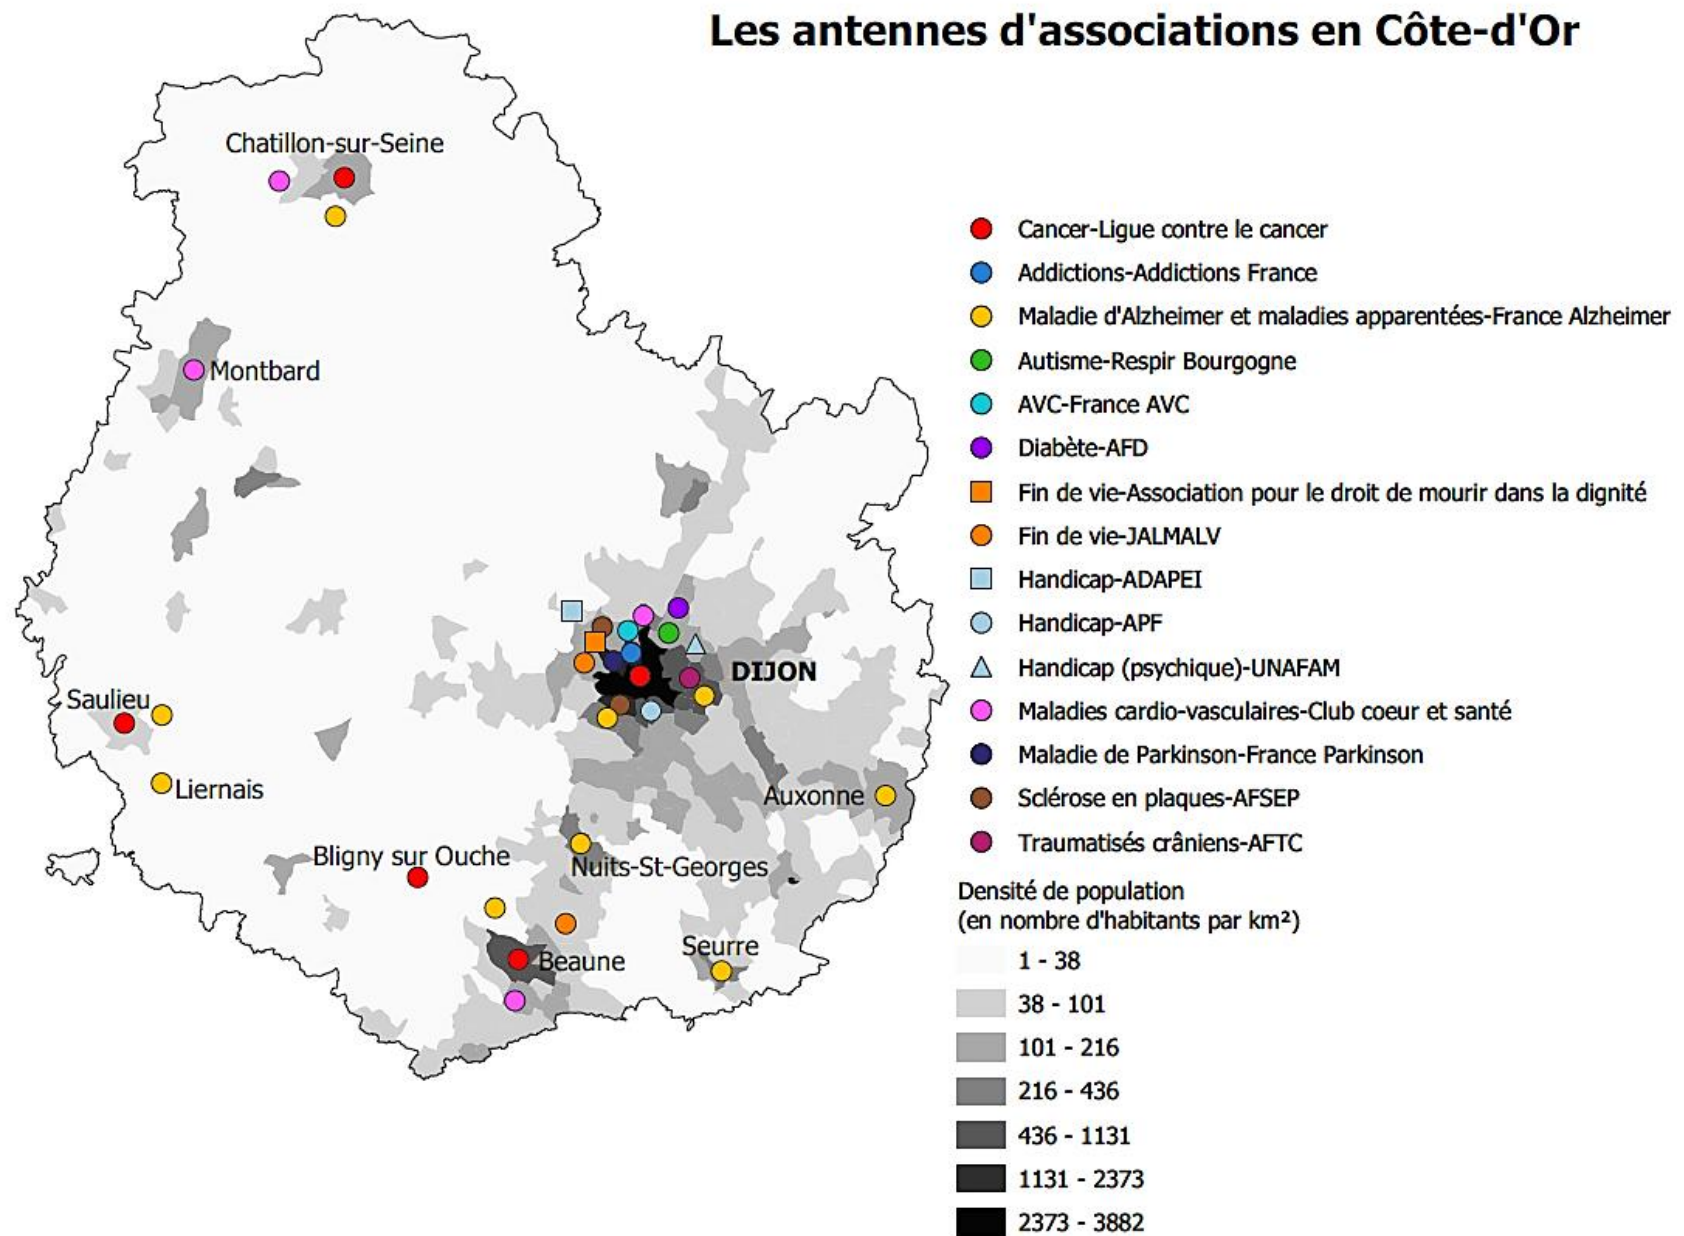 Les antennes d'associations en Côte-d'Or
Chatillon-sur-Seine
Montbard
DIJON
Saulieu
Liernais
Auxonne
Bligny sur Ouche
Nuits-St-Georges
Seurre
Beaune
Cancer-Ligue contre le cancer
Addictions-Addictions France
Maladie d'Alzheimer et maladies apparentées-France Alzheimer
Autisme-Respir Bourgogne
AVC-France AVC
Diabète-AFD
Fin de vie-Association pour le droit de mourir dans la dignité
Fin de vie-JALMALV
Handicap-ADAPEI
Handicap-APF
Handicap (psychique)-UNAFAM
Maladies cardio-vasculaires-Club coeur et santé
Maladie de Parkinson-France Parkinson
Sclérose en plaques-AFSEP
Traumatisés crâniens-AFTC
Densité de population
(en nombre d'habitants par km²)
1 - 38
38 - 101
101 - 216
216 - 436
436 - 1131
1131 - 2373
2373 - 3882